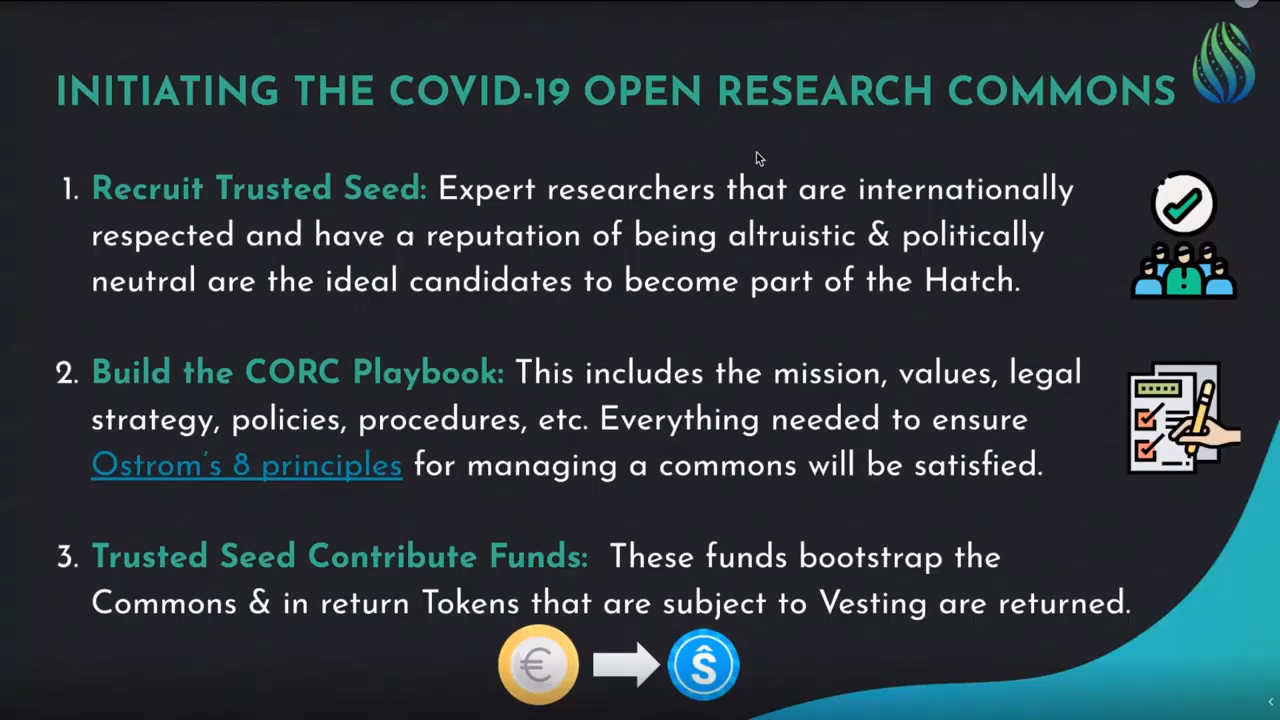 INITIATING THE COVID-19 OPEN RESEARCH COMMONS
1. Recruit Trusted Seed: Expert researchers that are internationally
respected and have a reputation of being altruistic & politically
neutral are the ideal candidates to become part of the Hatch.
2. Build the CORC Playbook: This includes the mission, values, legal
strategy, policies, procedures, etc. Everything needed to ensure
Ostrom's 8 principles for managing a commons will be satisfied.
3. Trusted Seed Contribute Funds: These funds bootstrap the
Commons & in return Tokens that are subject to Vesting are returned.
€ Ŝ